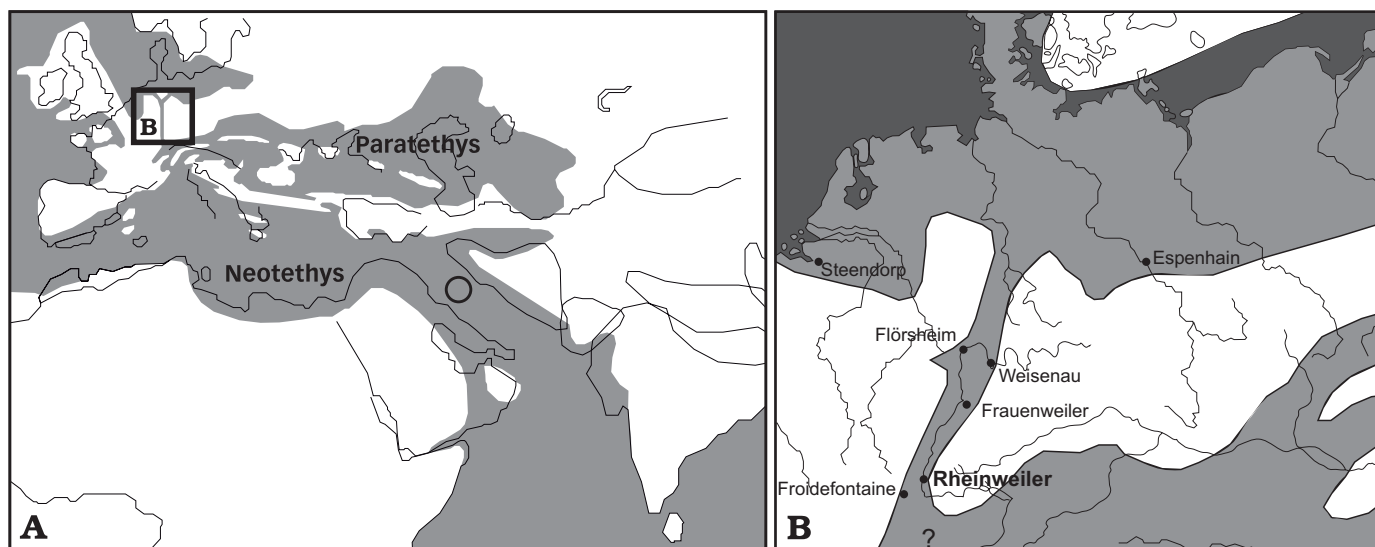 Paratethys
B
Neotethys
A
Steendorp
Espenhain
Flörsheim
Weisenau
Frauenweiler
Rheinweiler
Froidefontaine
?
B